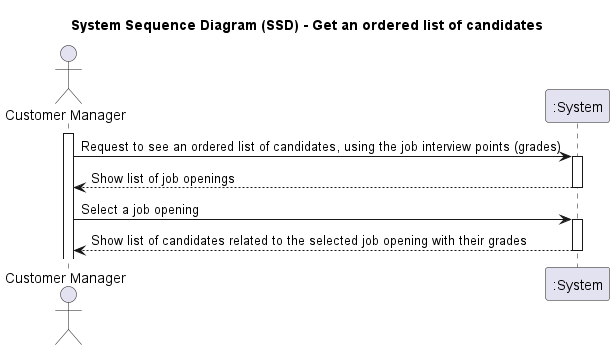 System Sequence Diagram (SSD) - Get an ordered list of candidates
Customer Manager
:System
Request to see an ordered list of candidates, using the job interview points (grades)
Show list of job openings
Select a job opening
Show list of candidates related to the selected job opening with their grades
Customer Manager
:System